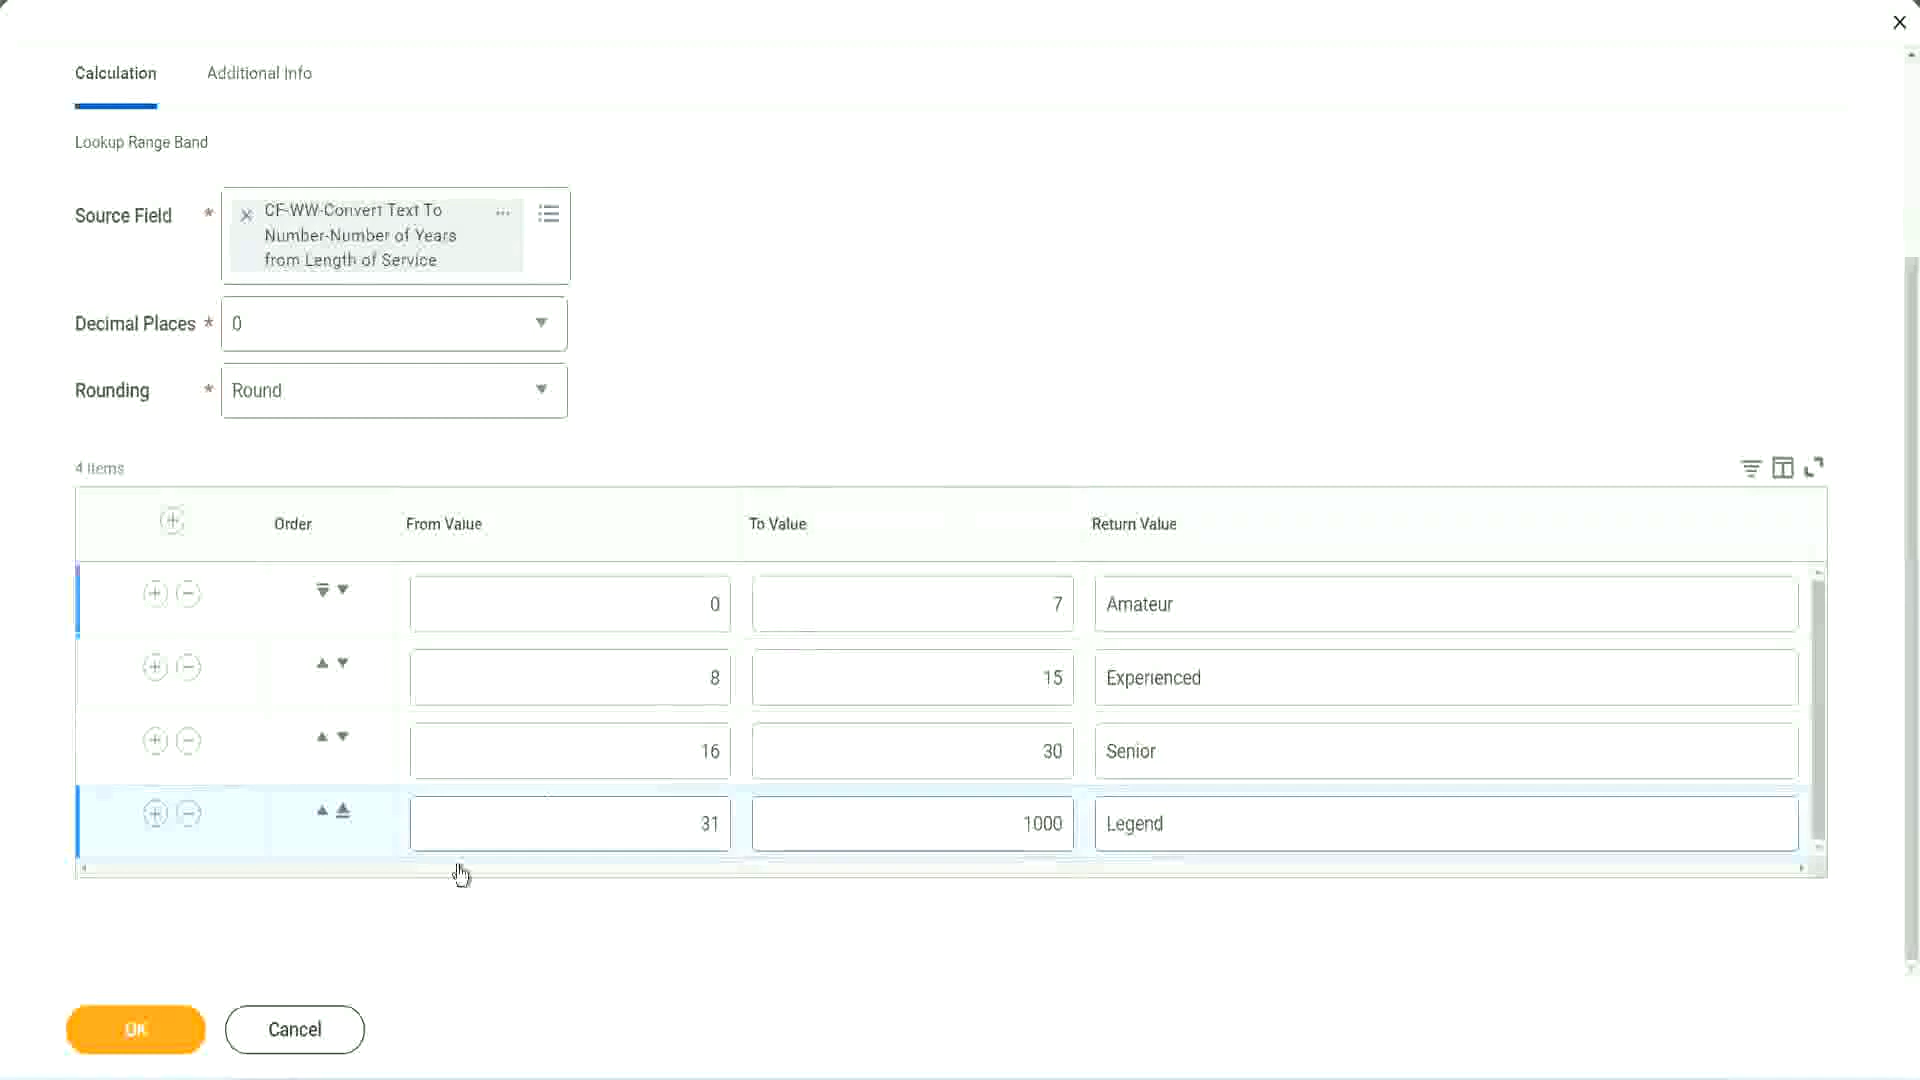 Calculation
Additional Info
Lookup Range Band
Source Field *
CF-WW-Convert Text To
Number-Number of Years
from Length of Service
Decimal Places * 0
Rounding * Round
4 items
Order From Value To Value Return Value
0 7 Amateur
8 15 Experienced
16 30 Senior
31 1000 Legend
OK Cancel